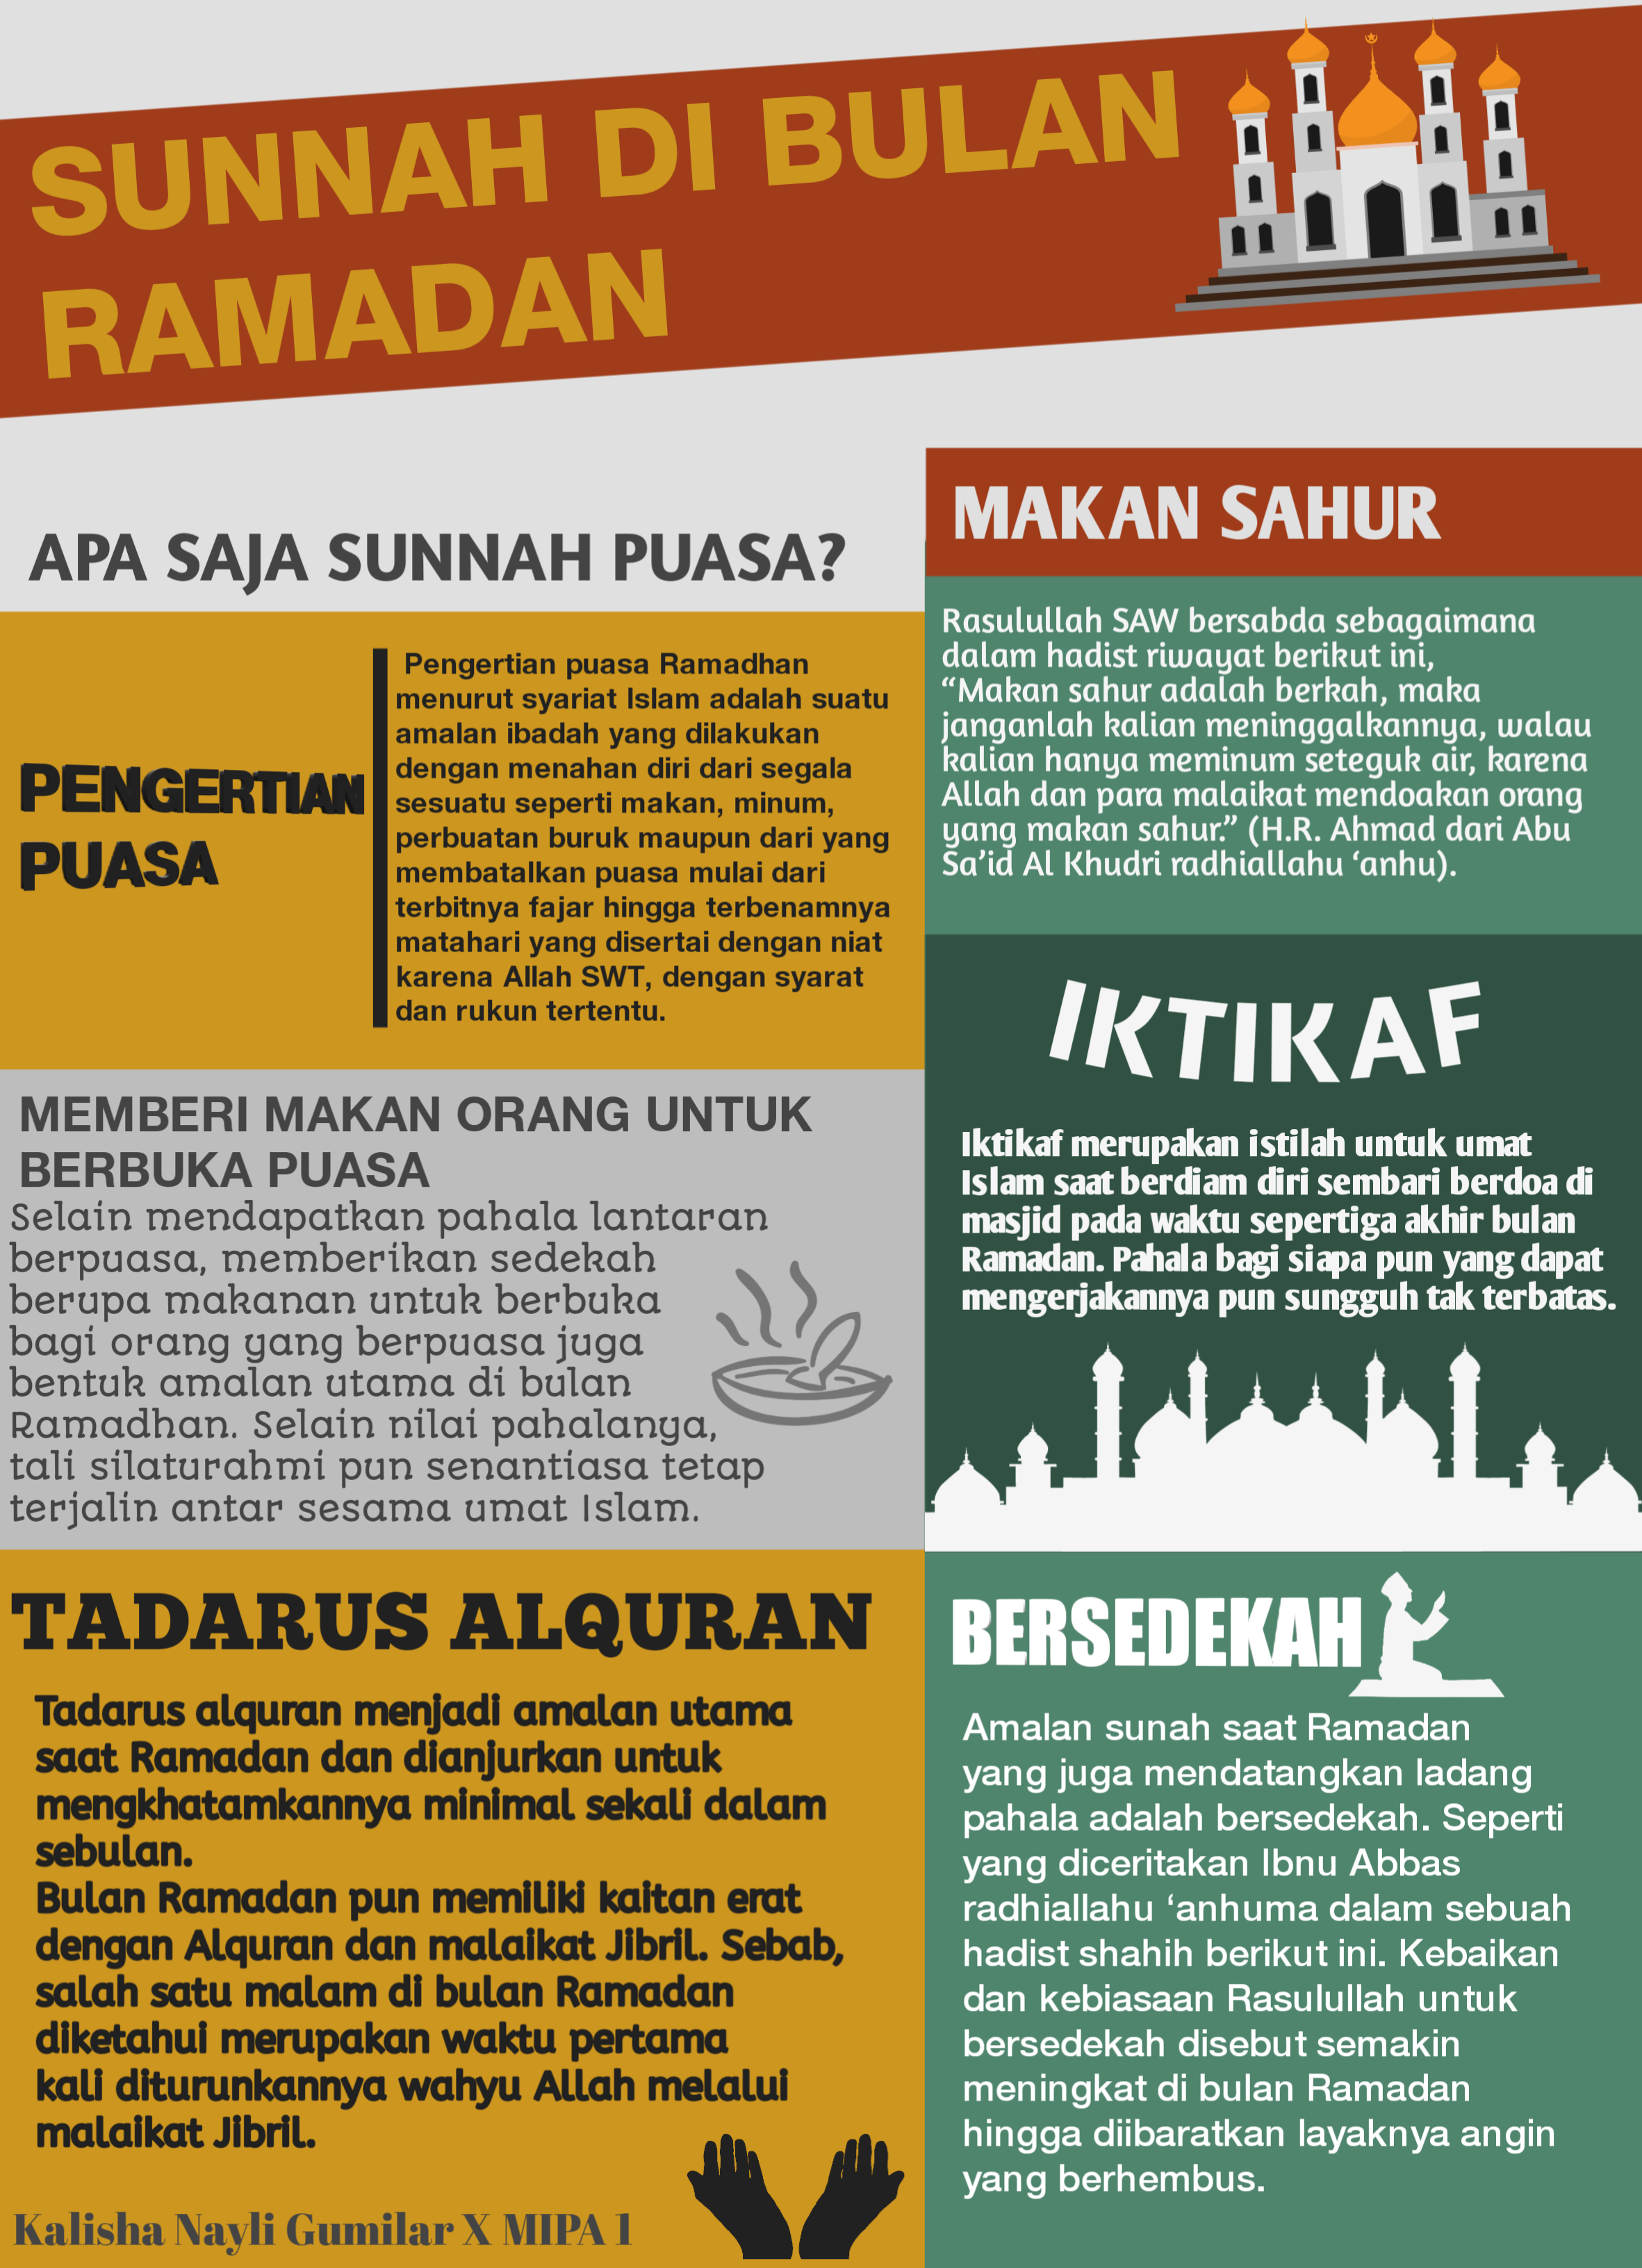 SUNNAH DI BULAN
RAMADAN
APA SAJA SUNNAH PUASA?
PENGERTIAN
PUASA
Pengertian puasa Ramadhan
menurut syariat Islam adalah suatu
amalan ibadah yang dilakukan
dengan menahan diri dari segala
sesuatu seperti makan, minum,
perbuatan buruk maupun dari yang
membatalkan puasa mulai dari
terbitnya fajar hingga terbenamnya
matahari yang disertai dengan niat
karena Allah SWT, dengan syarat
dan rukun tertentu.
MEMBERI MAKAN ORANG UNTUK
BERBUKA PUASA
Selain mendapatkan pahala lantaran
berpuasa, memberikan sedekah
berupa makanan untuk berbuka
bagi orang yang berpuasa juga
bentuk amalan utama di bulan
Ramadhan. Selain nilai pahalanya,
tali silaturahmi pun senantiasa tetap
terjalin antar sesama umat Islam.
TADARUS ALQURAN
Tadarus alquran menjadi amalan utama
saat Ramadan dan dianjurkan untuk
mengkhatamkannya minimal sekali dalam
sebulan.
Bulan Ramadan pun memiliki kaitan erat
dengan Alquran dan malaikat Jibril. Sebab,
salah satu malam di bulan Ramadan
diketahui merupakan waktu pertama
kali diturunkannya wahyu Allah melalui
malaikat Jibril.
Kalisha Nayli Gumilar X MIPA 1
MAKAN SAHUR
Rasulullah SAW bersabda sebagaimana
dalam hadist riwayat berikut ini,
“Makan sahur adalah berkah, maka
janganlah kalian meninggalkannya, walau
kalian hanya meminum seteguk air, karena
Allah dan para malaikat mendoakan orang
yang makan sahur.” (H.R. Ahmad dari Abu
Sa’id Al Khudri radhiallahu ‘anhu).
IKTIKAF
Iktikaf merupakan istilah untuk umat
Islam saat berdiam diri sembari berdoa di
masjid pada waktu sepertiga akhir bulan
Ramadan. Pahala bagi siapa pun yang dapat
mengerjakannya pun sungguh tak terbatas.
BERSEDEKAH
Amalan sunah saat Ramadan
yang juga mendatangkan ladang
pahala adalah bersedekah. Seperti
yang diceritakan Ibnu Abbas
radhiallahu ‘anhuma dalam sebuah
hadist shahih berikut ini. Kebaikan
dan kebiasaan Rasulullah untuk
bersedekah disebut semakin
meningkat di bulan Ramadan
hingga diibaratkan layaknya angin
yang berhembus.